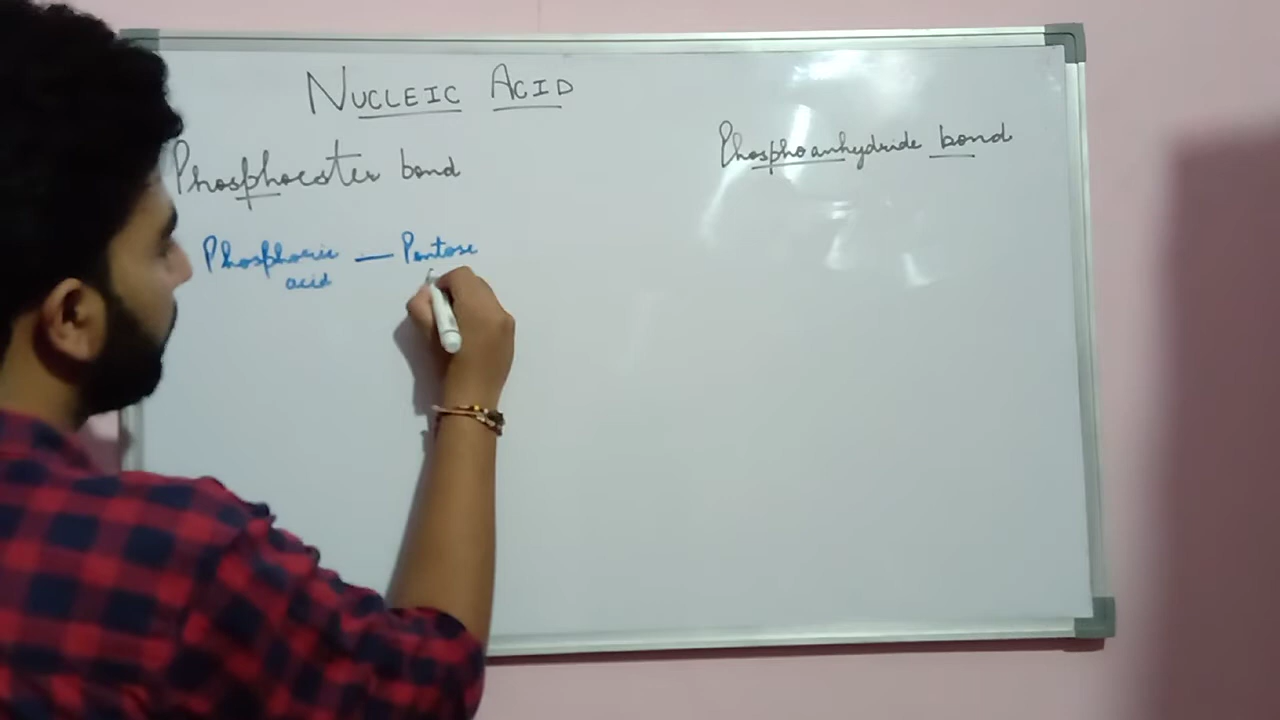 NUCLEIC ACID
Phosphoester bond
Phosphoanhydride bond
Phosphoric — Pentose
acid